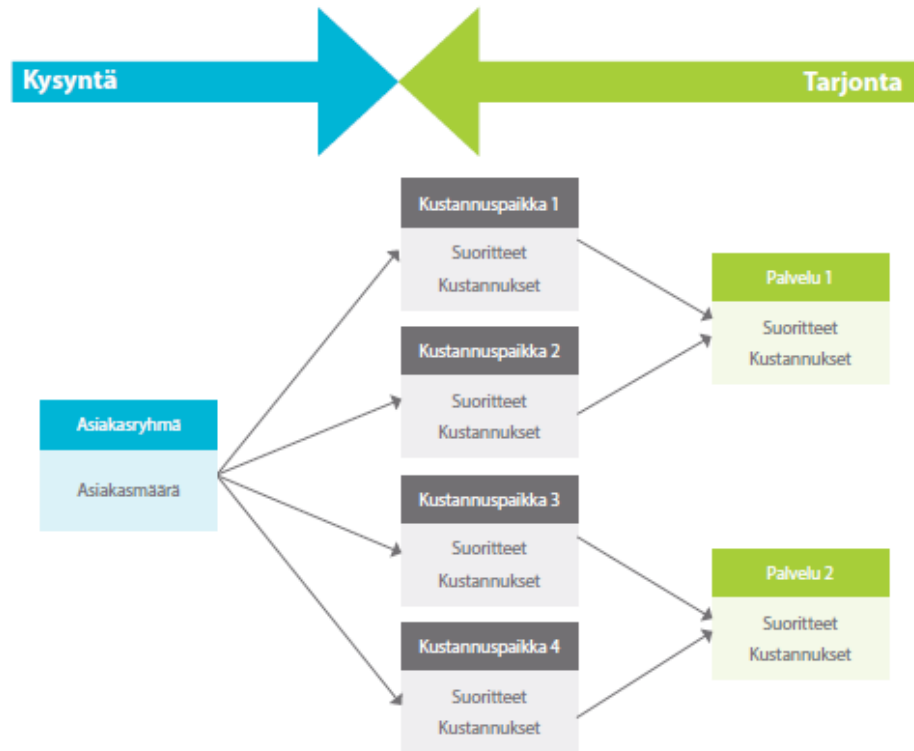 Kysyntä
Tarjonta
Kustannuspaikka 1
Suoritteet
Kustannukset
Kustannuspaikka 2
Suoritteet
Kustannukset
Kustannuspaikka 3
Suoritteet
Kustannukset
Kustannuspaikka 4
Suoritteet
Kustannukset
Asiakasryhmä
Asiakasmäärä
Palvelu 1
Suoritteet
Kustannukset
Palvelu 2
Suoritteet
Kustannukset